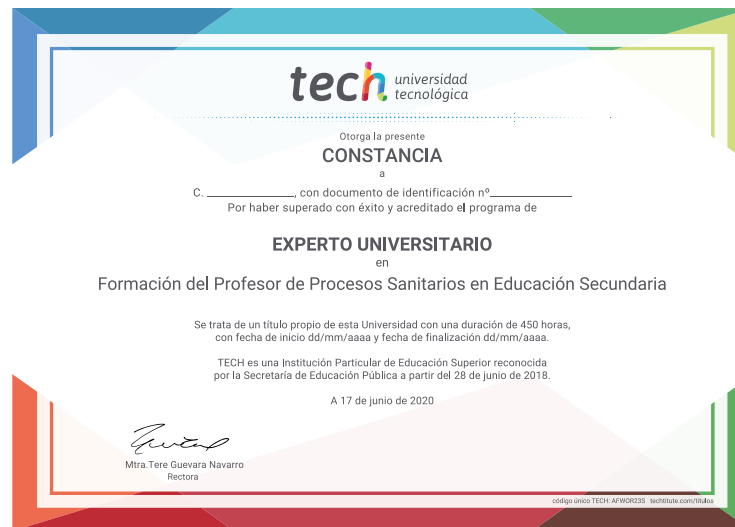 tech universidad
tecnológica
Otorga la presente
CONSTANCIA
a
C. ________________, con documento de identificación nº______________
Por haber superado con éxito y acreditado el programa de
EXPERTO UNIVERSITARIO
en
Formación del Profesor de Procesos Sanitarios en Educación Secundaria
Se trata de un título propio de esta Universidad con una duración de 450 horas,
con fecha de inicio dd/mm/aaaa y fecha de finalización dd/mm/aaaa.
TECH es una Institución Particular de Educación Superior reconocida
por la Secretaría de Educación Pública a partir del 28 de junio de 2018.
A 17 de junio de 2020
Mtra.Tere Guevara Navarro
Rectora
código único TECH: AFWOR23S techtitute.com/títulos